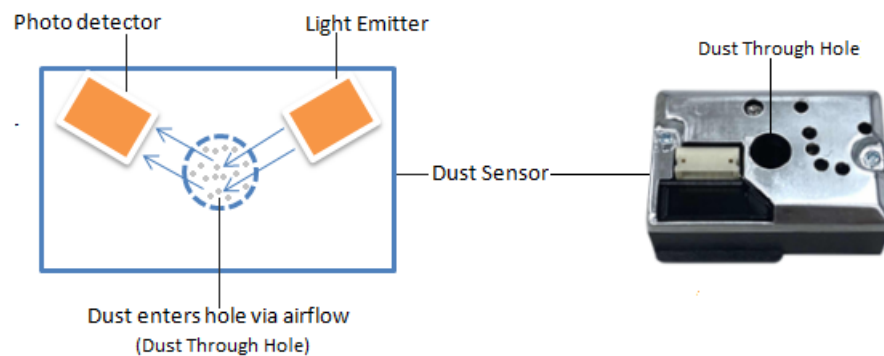 Photo detector
Light Emitter
Dust Through Hole
Dust Sensor
Dust enters hole via airflow
(Dust Through Hole)